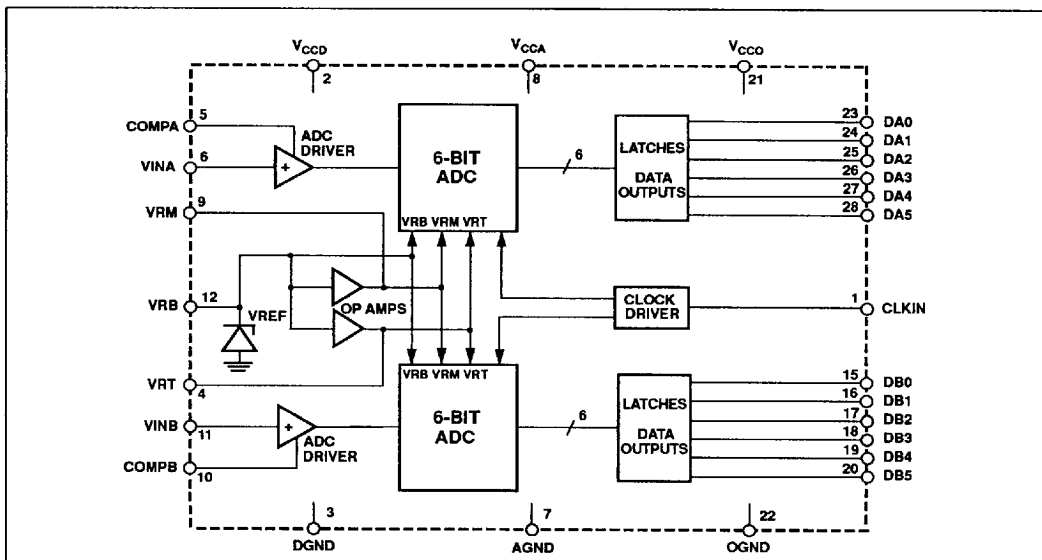 VCCD
2
VCCA
8
VCCO
21
COMPA
5
ADC
DRIVER
VINA
6
+
6-BIT
ADC
6
LATCHES
DATA
OUTPUTS
23
DA0
24
DA1
25
DA2
26
DA3
27
DA4
28
DA5
VRM
9
VRB VRM VRT
VRB
12
VREF
OP AMPS
CLOCK
DRIVER
1
CLKIN
VRT
4
VRB VRM VRT
VINB
11
+
ADC
DRIVER
COMPB
10
6-BIT
ADC
6
LATCHES
DATA
OUTPUTS
15
DB0
16
DB1
17
DB2
18
DB3
19
DB4
20
DB5
3
DGND
7
AGND
22
OGND